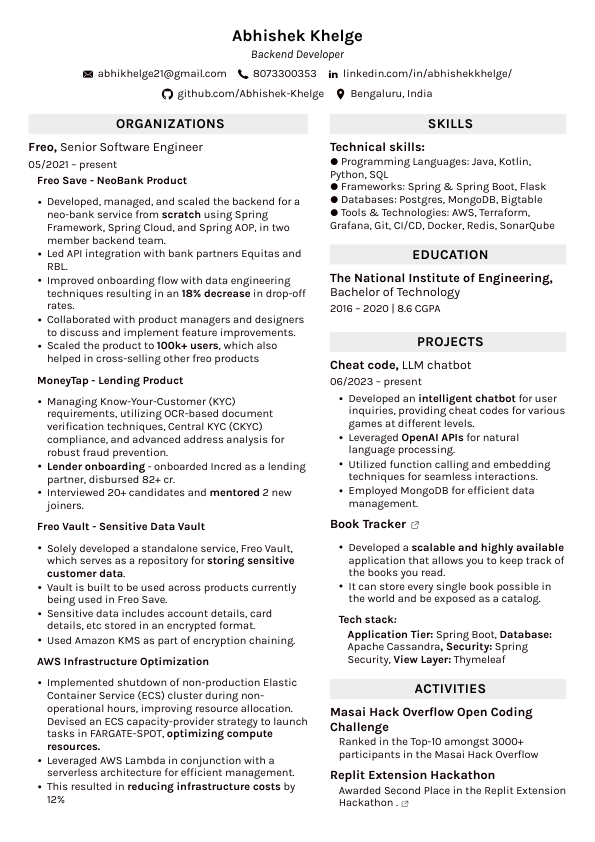 Abhishek Khelge
Backend Developer
abhikhelge21@gmail.com 8073300353 linkedin.com/in/abhishekkhelge/
github.com/Abhishek-Khelge Bengaluru, India
ORGANIZATIONS
Freo, Senior Software Engineer
05/2021 – present
Freo Save - NeoBank Product
• Developed, managed, and scaled the backend for a
neo-bank service from scratch using Spring
Framework, Spring Cloud, and Spring AOP, in two
member backend team.
• Led API integration with bank partners Equitas and
RBL.
• Improved onboarding flow with data engineering
techniques resulting in an 18% decrease in drop-off
rates.
• Collaborated with product managers and designers
to discuss and implement feature improvements.
• Scaled the product to 100k+ users, which also
helped in cross-selling other freo products
MoneyTap - Lending Product
• Managing Know-Your-Customer (KYC)
requirements, utilizing OCR-based document
verification techniques, Central KYC (CKYC)
compliance, and advanced address analysis for
robust fraud prevention.
• Lender onboarding - onboarded Incred as a lending
partner, disbursed 82+ cr.
• Interviewed 20+ candidates and mentored 2 new
joiners.
Freo Vault - Sensitive Data Vault
• Solely developed a standalone service, Freo Vault,
which serves as a repository for storing sensitive
customer data.
• Vault is built to be used across products currently
being used in Freo Save.
• Sensitive data includes account details, card
details, etc stored in an encrypted format.
• Used Amazon KMS as part of encryption chaining.
AWS Infrastructure Optimization
• Implemented shutdown of non-production Elastic
Container Service (ECS) cluster during non-
operational hours, improving resource allocation.
Devised an ECS capacity-provider strategy to launch
tasks in FARGATE-SPOT, optimizing compute
resources.
• Leveraged AWS Lambda in conjunction with a
serverless architecture for efficient management.
• This resulted in reducing infrastructure costs by
12%
SKILLS
Technical skills:
● Programming Languages: Java, Kotlin,
Python, SQL
● Frameworks: Spring & Spring Boot, Flask
● Databases: Postgres, MongoDB, Bigtable
● Tools & Technologies: AWS, Terraform,
Grafana, Git, CI/CD, Docker, Redis, SonarQube
EDUCATION
The National Institute of Engineering,
Bachelor of Technology
2016 – 2020 | 8.6 CGPA
PROJECTS
Cheat code, LLM chatbot
06/2023 – present
• Developed an intelligent chatbot for user
inquiries, providing cheat codes for various
games at different levels.
• Leveraged OpenAI APIs for natural
language processing.
• Utilized function calling and embedding
techniques for seamless interactions.
• Employed MongoDB for efficient data
management.
Book Tracker
• Developed a scalable and highly available
application that allows you to keep track of
the books you read.
• It can store every single book possible in
the world and be exposed as a catalog.
Tech stack:
Application Tier: Spring Boot, Database:
Apache Cassandra, Security: Spring
Security, View Layer: Thymeleaf
ACTIVITIES
Masai Hack Overflow Open Coding
Challenge
Ranked in the Top-10 amongst 3000+
participants in the Masai Hack Overflow
Replit Extension Hackathon
Awarded Second Place in the Replit Extension
Hackathon .